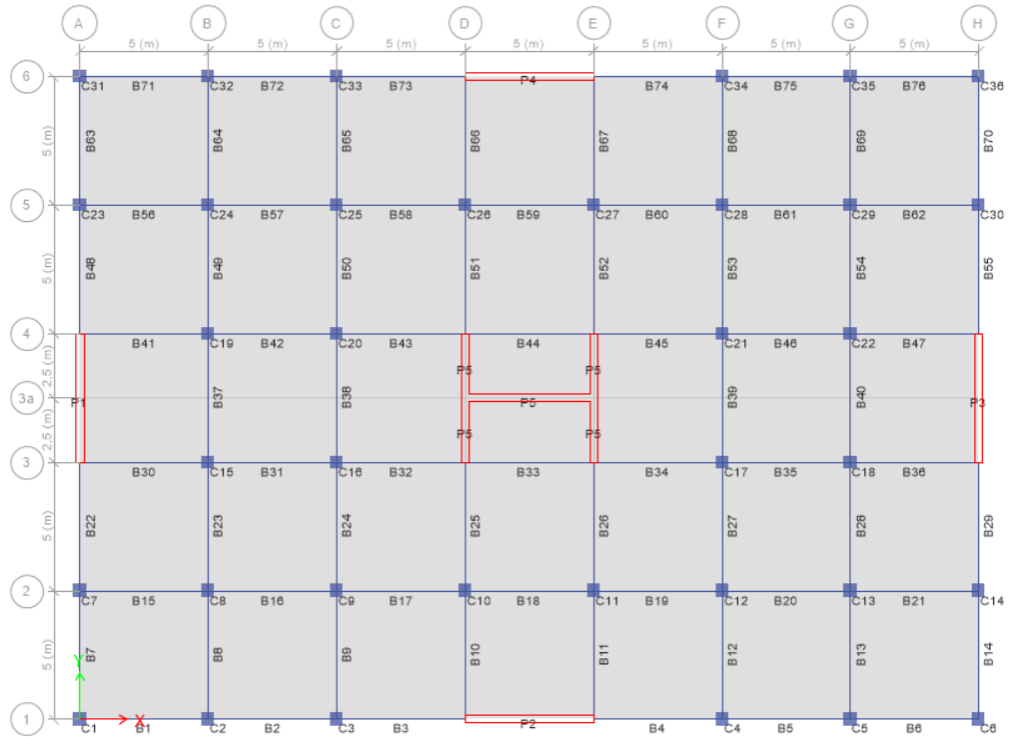 A B C D E F G H
5 (m) 5 (m) 5 (m) 5 (m) 5 (m) 5 (m) 5 (m)
6
P4
C31 B71 C32 B72 C33 B73 B74 C34 B75 C35 B76 C36
5 (m) B63 B64 B65 B66 B67 B68 B69 B70
5
C23 B56 C24 B57 C25 B58 C26 B59 C27 B60 C28 B61 C29 B62 C30
5 (m) B48 B49 B50 B51 B52 B53 B54 B55
4
B41 C19 B42 C20 B43 B44 B45 C21 B46 C22 B47
2,5 (m) P5 P5
3a
P1 B37 B38 P5 B39 B40 P3
2,5 (m) P5 P5
3
B30 C15 B31 C16 B32 B33 B34 C17 B35 C18 B36
5 (m) B22 B23 B24 B25 B26 B27 B28 B29
2
C7 B15 C8 B16 C9 B17 C10 B18 C11 B19 C12 B20 C13 B21 C14
5 (m) Y B7 B8 B9 B10 B11 B12 B13 B14
1 X P2
C1 B1 C2 B2 C3 B3 B4 C4 B5 C5 B6 C6